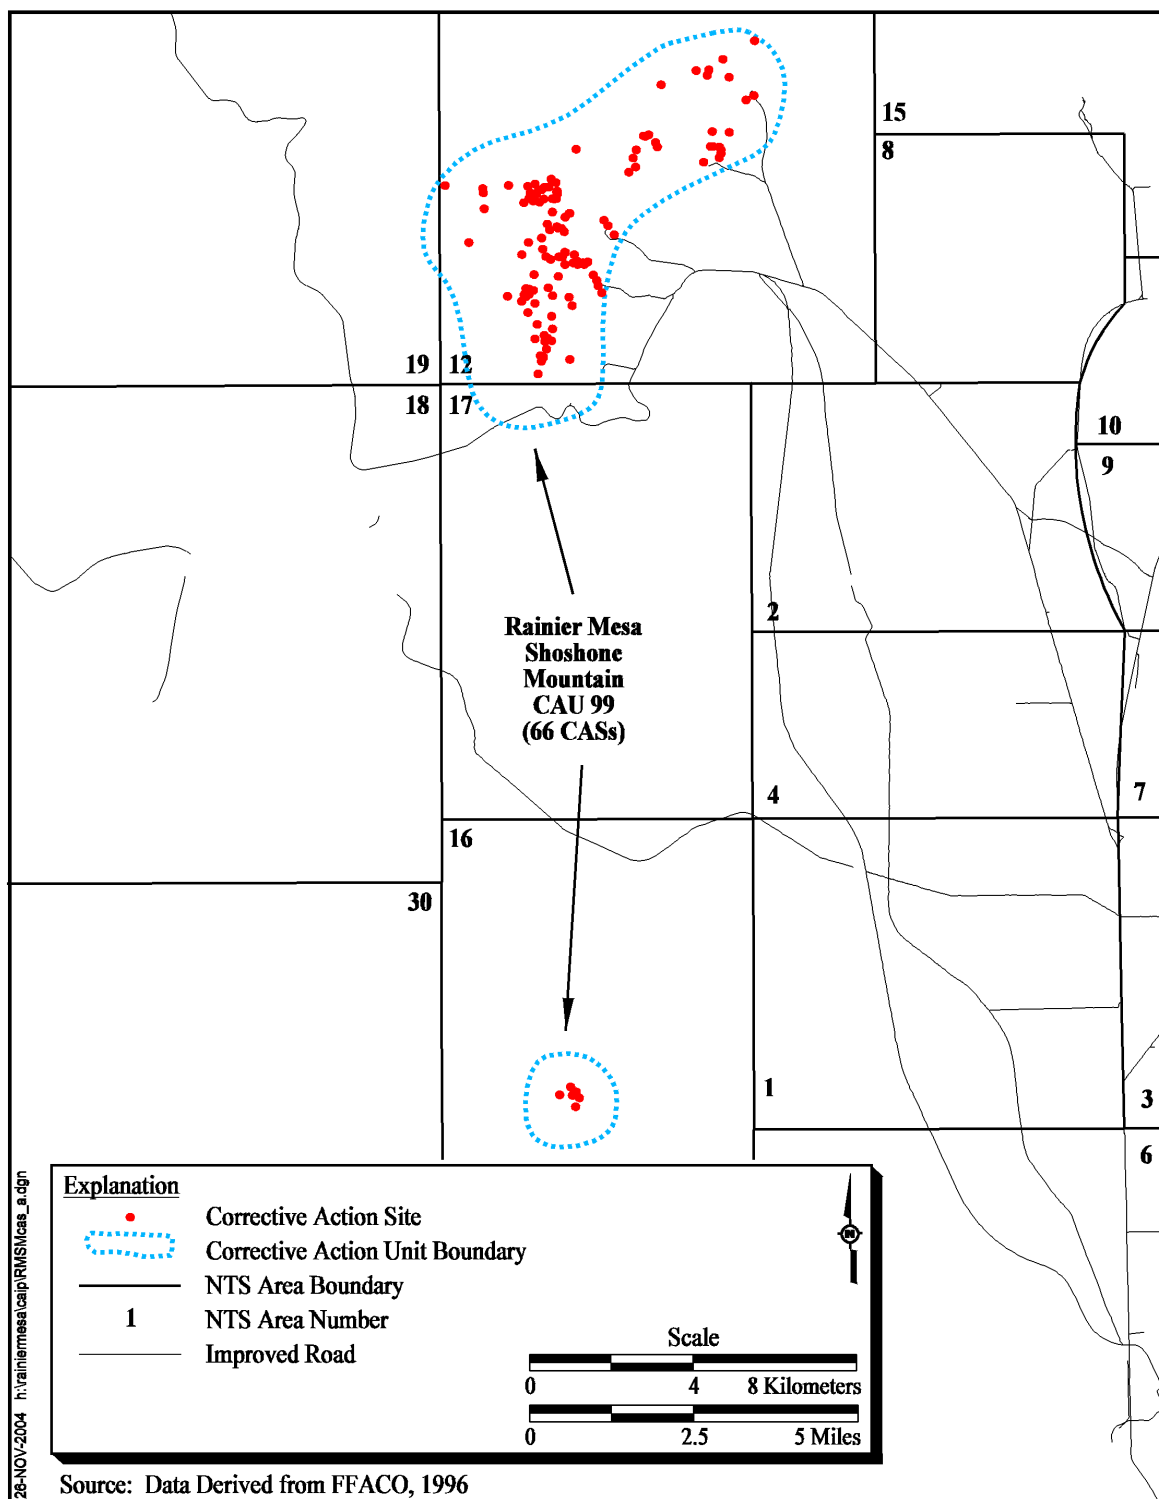 15
8
19 12
18 17
10
9
2
Rainier Mesa
Shoshone
Mountain
CAU 99
(66 CASs)
4
7
16
30
1
3
6
Explanation
Corrective Action Site
Corrective Action Unit Boundary
NTS Area Boundary
1 NTS Area Number
Improved Road
N
Scale
0 4 8 Kilometers
0 2.5 5 Miles
26-NOV-2004 h:\rainiermesa\caip\RMSMcas_a.dgn
Source: Data Derived from FFACO, 1996